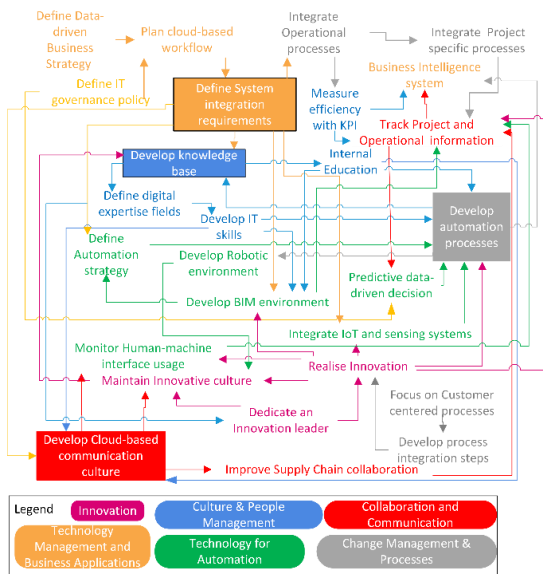 Define Data-
driven
Business
Strategy
Plan cloud-based
workflow
Integrate
Operational
processes
Integrate Project
specific processes
Define IT
governance policy
Define System
integration
requirements
Measure
efficiency
with KPI
Business Intelligence
system
Track Project and
Operational information
Develop knowledge
base
Internal
Education
Define digital
expertise fields
Develop IT
skills
Develop
automation
processes
Define
Automation
strategy
Develop Robotic
environment
Predictive data-
driven decision
Develop BIM environment
Integrate IoT and sensing systems
Monitor Human-machine
interface usage
Realise Innovation
Maintain Innovative culture
Focus on Customer
centered processes
Dedicate an
Innovation leader
Develop Cloud-based
communication
culture
Develop process
integration steps
Improve Supply Chain collaboration
Legend
Innovation
Culture & People
Management
Collaboration and
Communication
Technology
Management and
Business Applications
Technology for
Automation
Change Management &
Processes